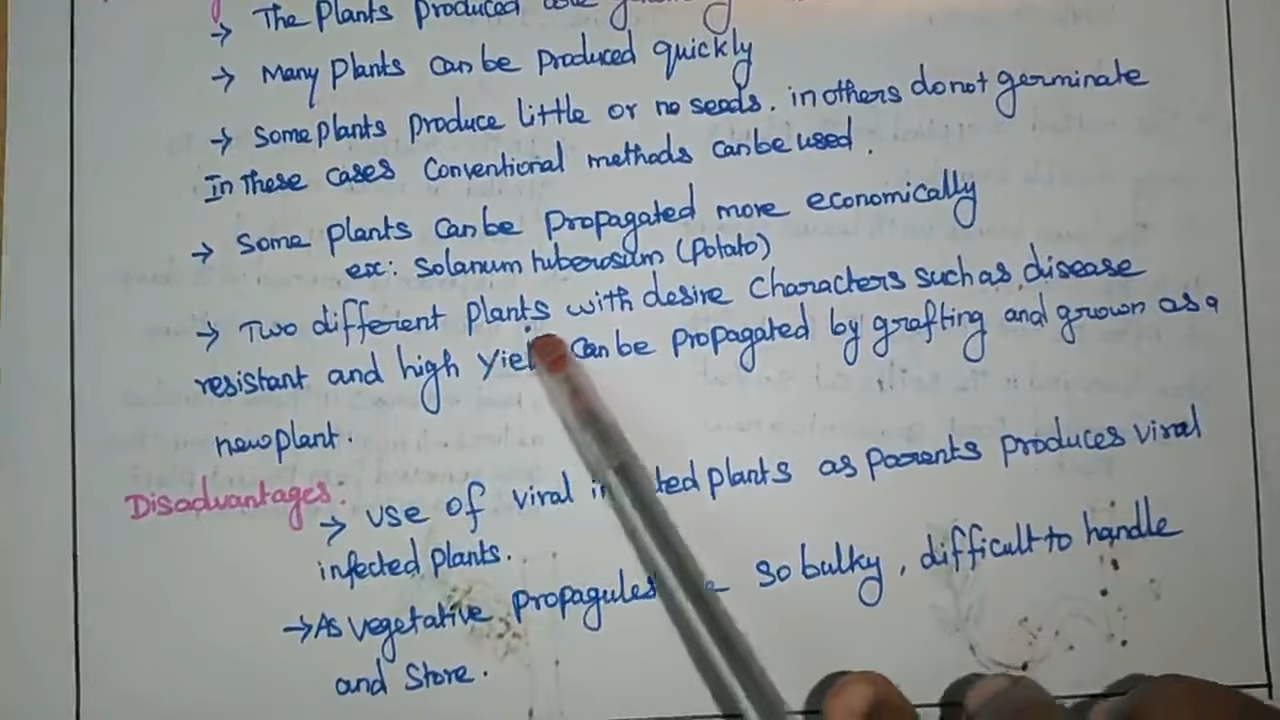 → The Plants Produced
→ Many Plants can be Produced quickly
→ Some plants Produce Little or no seeds. in others donot germinate
In these cases Conventional methods can be used.
→ Some Plants Can be Propagated more economically
ex: Solanum tuberosum (Potato)
→ Two different Plants with desire Characters such as disease
resistant and high can be Propagated by grafting and grown as a
new plant.
Disadvantages:
→ Use of viral plants as Parents produces viral
infected plants.
→ As vegetative Propagules so bulky, difficult to handle
and Store.